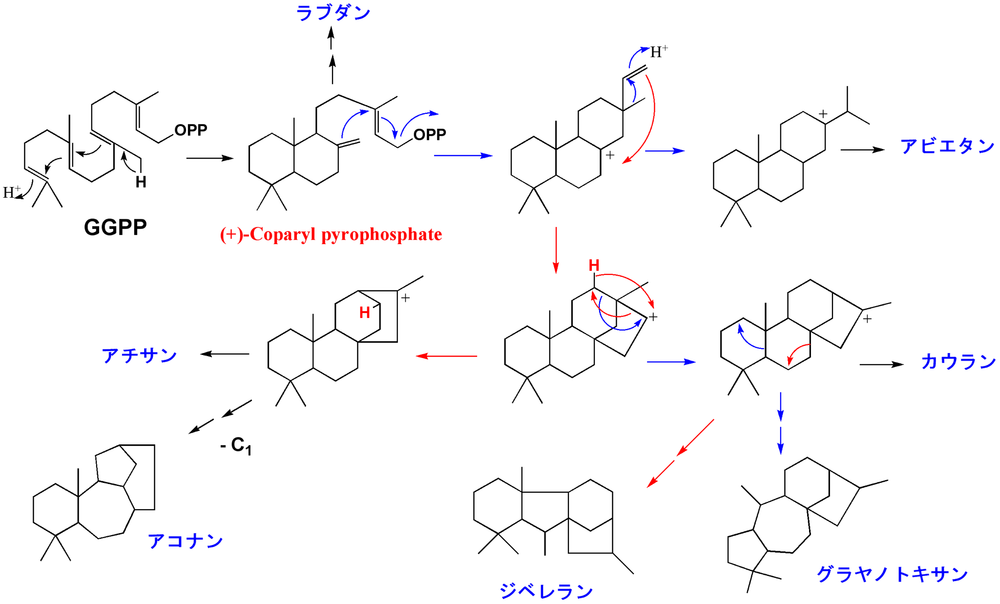 ラブダン
H+
OPP
OPP
+
+
アビエタン
H
H+
GGPP
(+)-Coparyl pyrophosphate
H
+
H
+
+
アチサン
カウラン
- C1
アコナン
グラヤノトキサン
ジベレラン